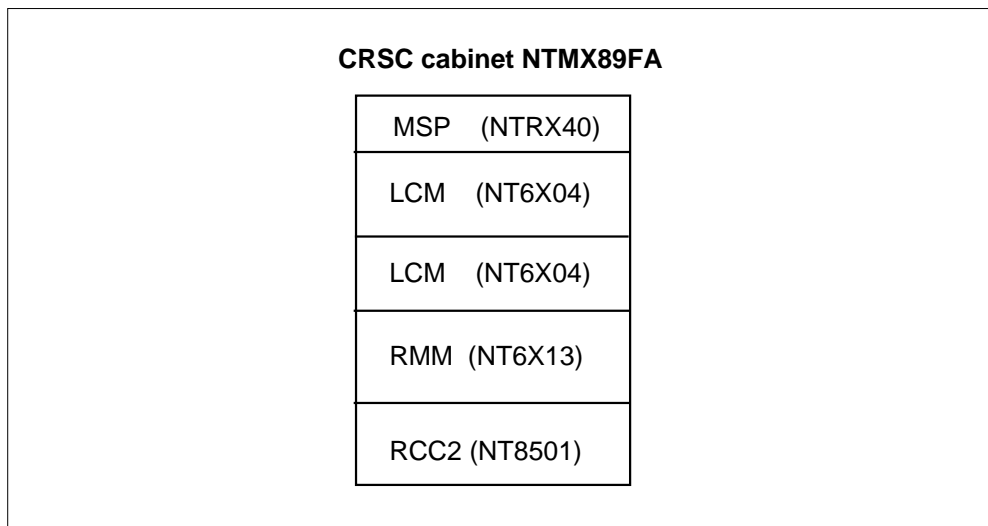 CRSC cabinet NTMX89FA
MSP (NTRX40)
LCM (NT6X04)
LCM (NT6X04)
RMM (NT6X13)
RCC2 (NT8501)